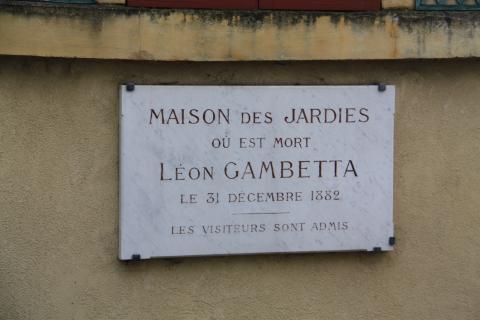 MAISON DES JARDIES
OÙ EST MORT
LÉON GAMBETTA
LE 31 DÉCEMBRE 1882
LES VISITEURS SONT ADMIS